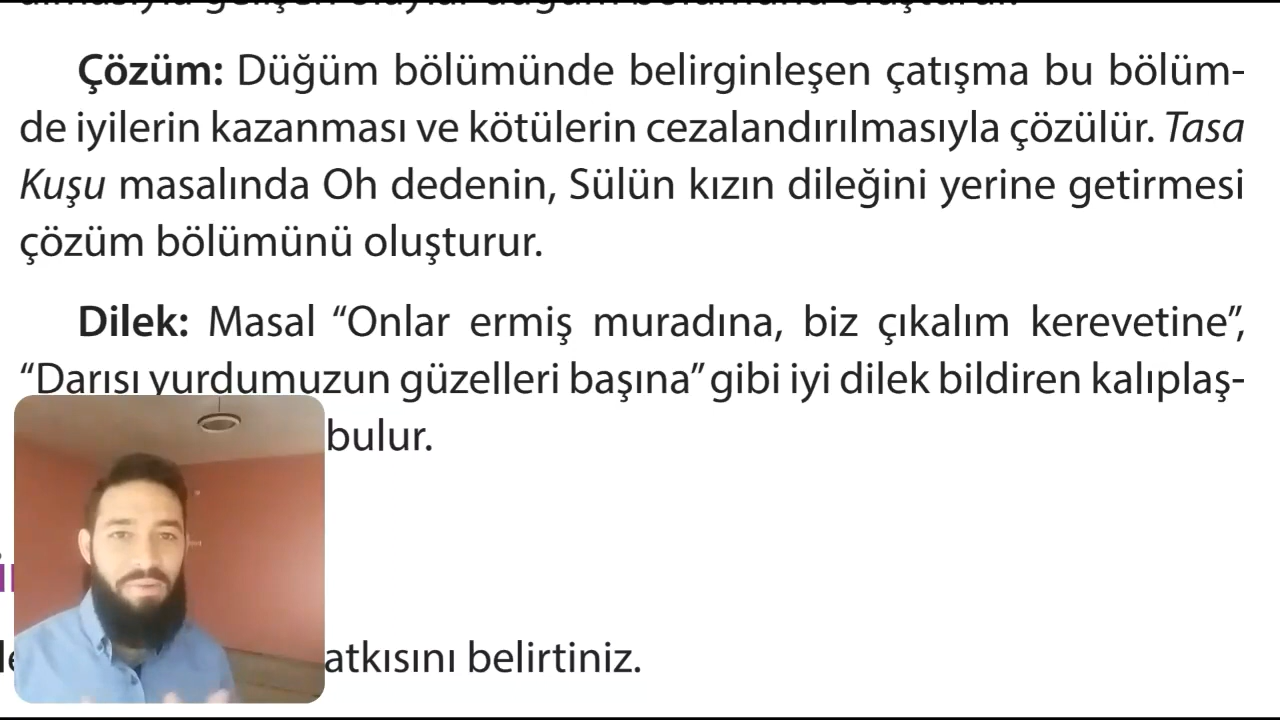 Çözüm: Düğüm bölümünde belirginleşen çatışma bu bölüm-
de iyilerin kazanması ve kötülerin cezalandırılmasıyla çözülür. Tasa
Kuşu masalında Oh dedenin, Sülün kızın dileğini yerine getirmesi
çözüm bölümünü oluşturur.
Dilek: Masal “Onlar ermiş muradına, biz çıkalım kerevetine”,
“Darısı yurdumuzun güzelleri başına” gibi iyi dilek bildiren kalıplaş-
bulur.
atkısını belirtiniz.